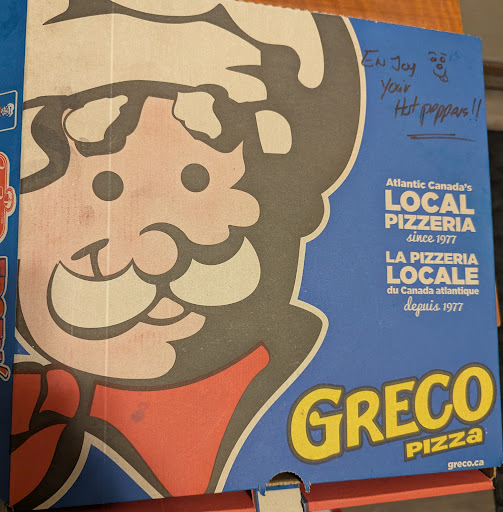 Enjoy
Your
Hot peppers!!
Atlantic Canada's
LOCAL
PIZZERIA
since 1977
LA PIZZERIA
LOCALE
du Canada atlantique
depuis 1977
GRECO
PIZZA
greco.ca